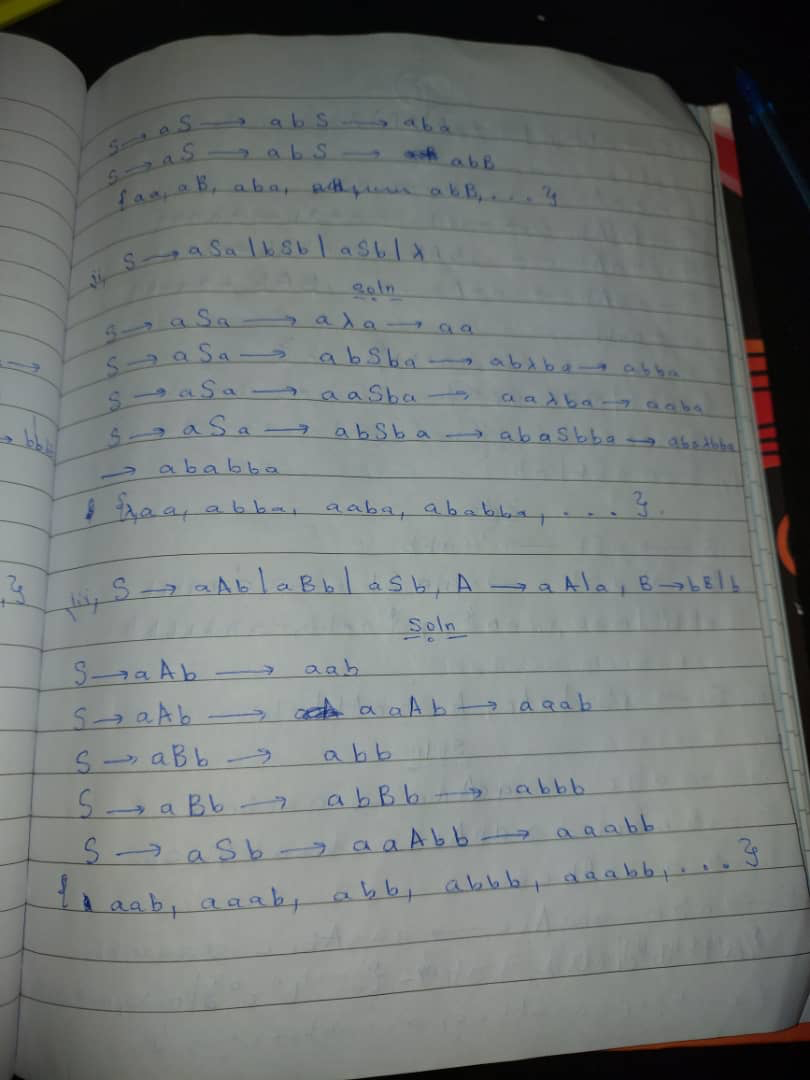 S → aS → abS → aba
S → aS → abS → abB
{aa, aB, aba, abB, . . . }
ii, S → aSa | bSb | aSb | λ
Soln
S → aSa → aλa → aa
S → aSa → abSba → abλba → abba
S → aSa → aaSba → aaλba → aaba
→ bbb
S → aSa → abSba → abaSbba → abaλbba
→ ababba
{λ, aa, abba, aaba, ababba, . . . }.
, }
iii, S → aAb | aBb | aSb, A → aA | a, B → bB | b
Soln
S → aAb → aab
S → aAb → aaAb → aaab
S → aBb → abb
S → aBb → abBb → abbb
S → aSb → aaAbb → aaabb
{ aab, aaab, abb, abbb, aaabb, . . . }